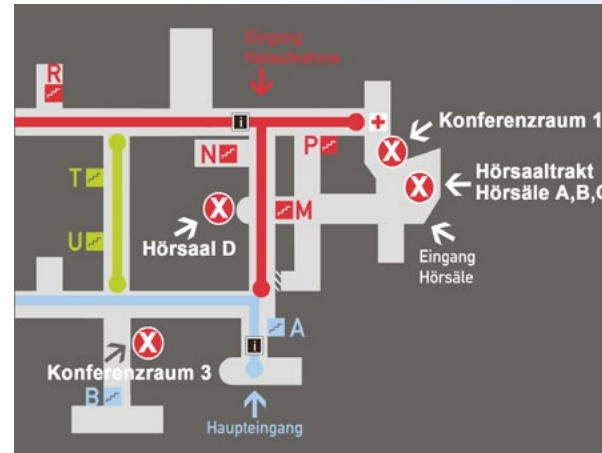 Eingang
Notaufnahme
R
i
+
Konferenzraum 1
N
P
X
Hörsaaltrakt
Hörsäle A,B,C
T
X
X
M
U
Hörsaal D
Eingang
Hörsäle
A
X
i
Konferenzraum 3
B
Haupteingang